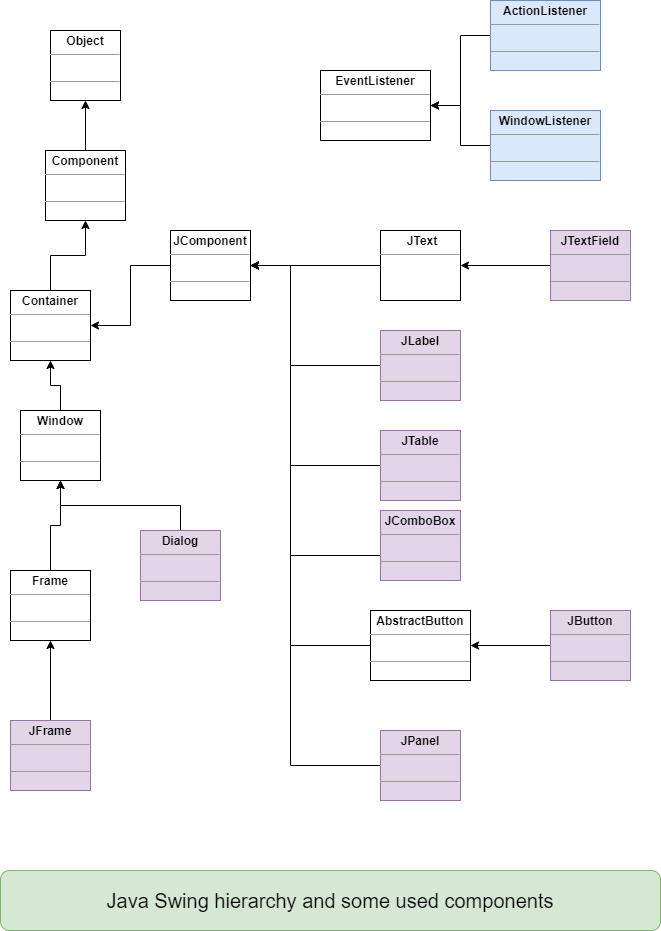 ActionListener
Object
EventListener
WindowListener
Component
JComponent
JText
JTextField
Container
JLabel
Window
JTable
JComboBox
Dialog
Frame
AbstractButton
JButton
JFrame
JPanel
Java Swing hierarchy and some used components